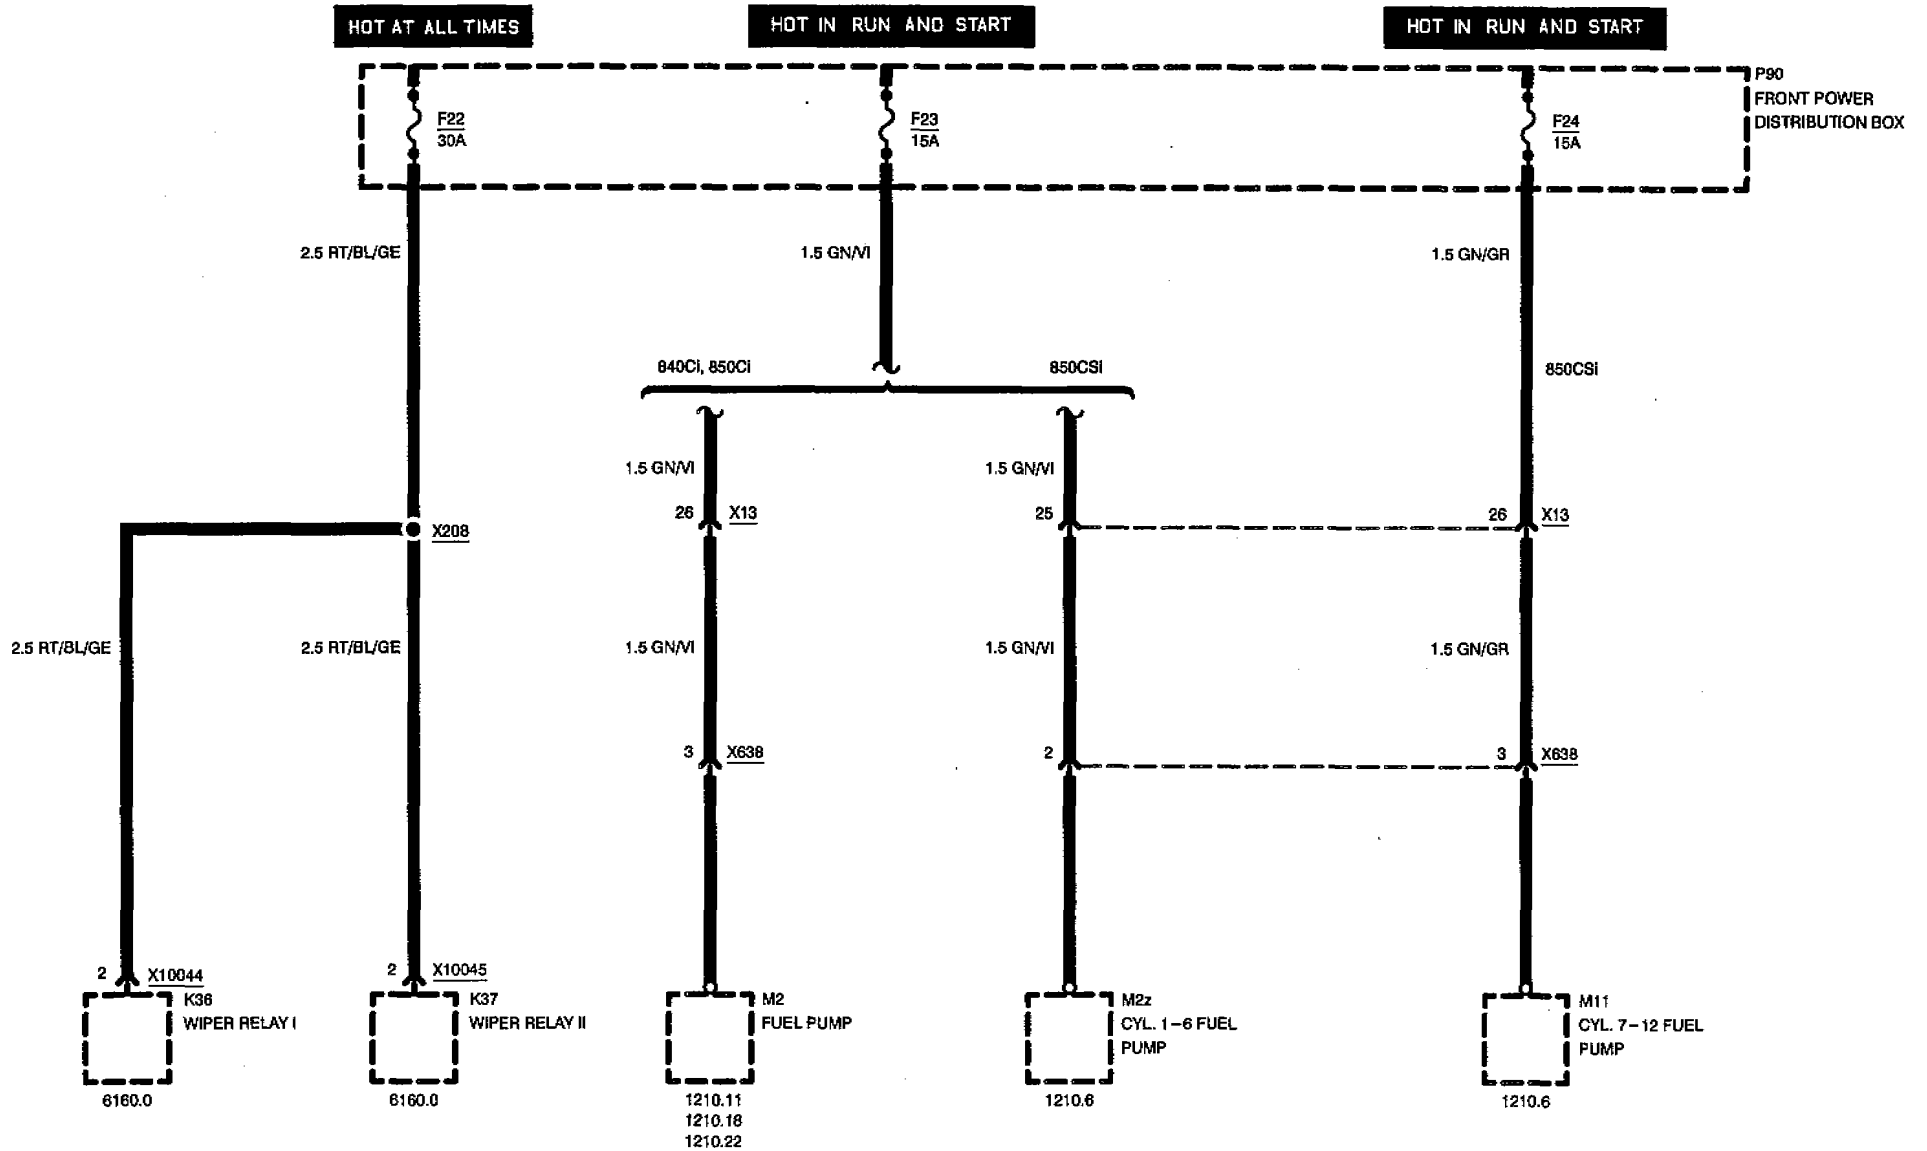 HOT AT ALL TIMES
HOT IN RUN AND START
HOT IN RUN AND START
P90
FRONT POWER
DISTRIBUTION BOX
F22
30A
F23
15A
F24
15A
2.5 RT/BL/GE
1.5 GN/VI
1.5 GN/GR
840Ci, 850Ci
850CSi
850CSi
1.5 GN/VI
1.5 GN/VI
26 X13
25
26 X13
X208
2.5 RT/BL/GE
2.5 RT/BL/GE
1.5 GN/VI
1.5 GN/VI
1.5 GN/GR
3 X638
2
3 X638
2 X10044
2 X10045
K36
WIPER RELAY I
K37
WIPER RELAY II
M2
FUEL PUMP
M2z
CYL. 1-6 FUEL
PUMP
M11
CYL. 7-12 FUEL
PUMP
6160.0
6160.0
1210.11
1210.18
1210.22
1210.6
1210.6